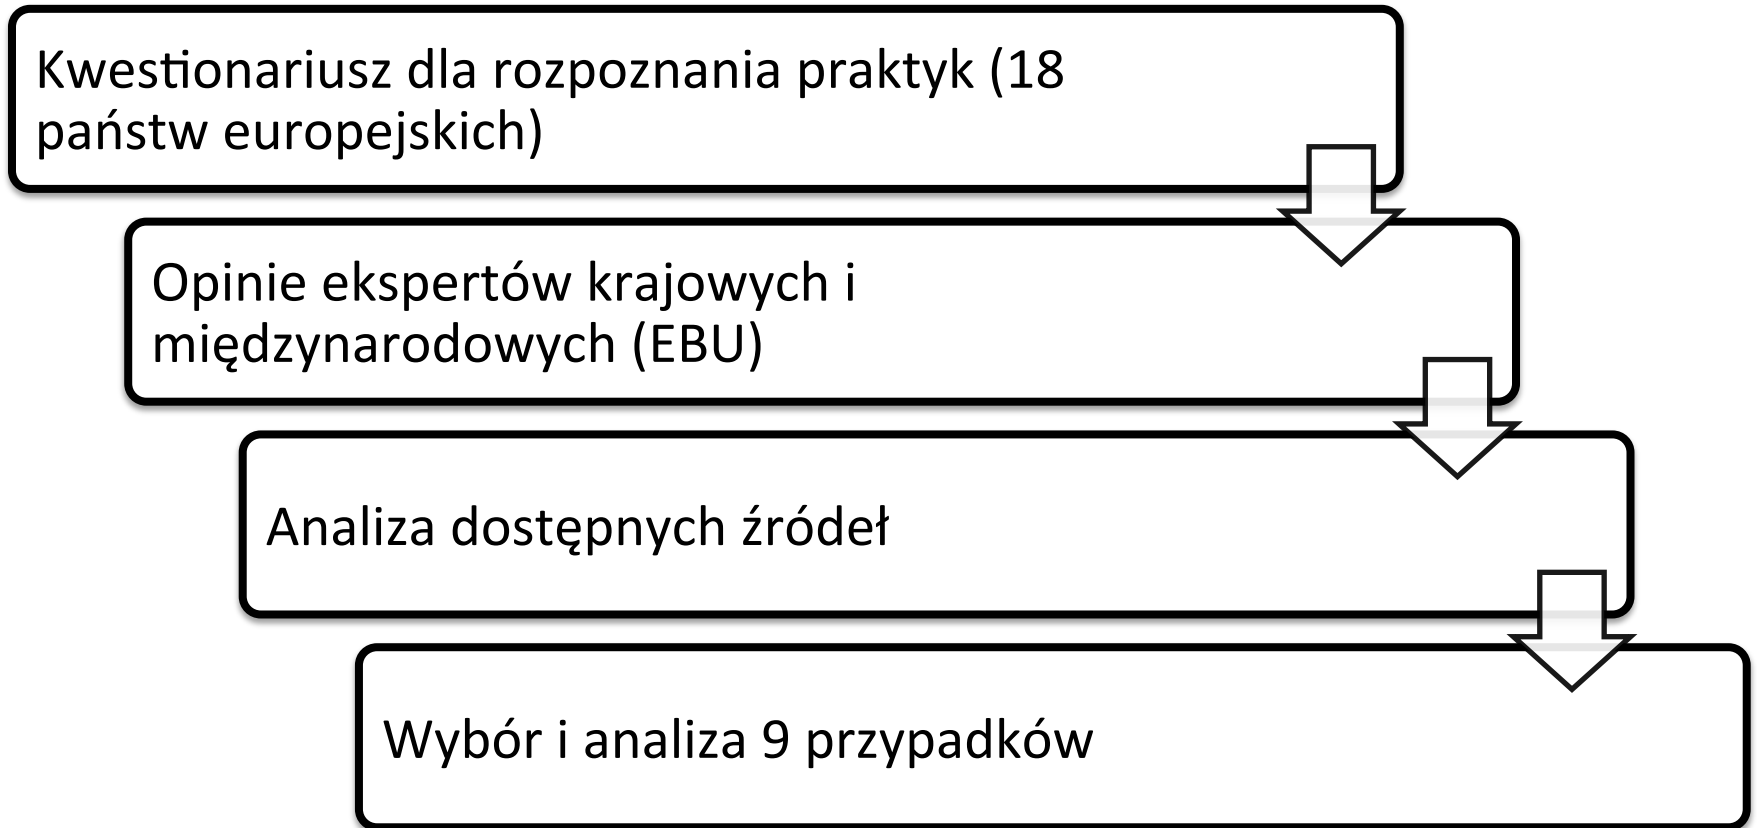 Kwestionariusz dla rozpoznania praktyk (18
państw europejskich)
Opinie ekspertów krajowych i
międzynarodowych (EBU)
Analiza dostępnych źródeł
Wybór i analiza 9 przypadków